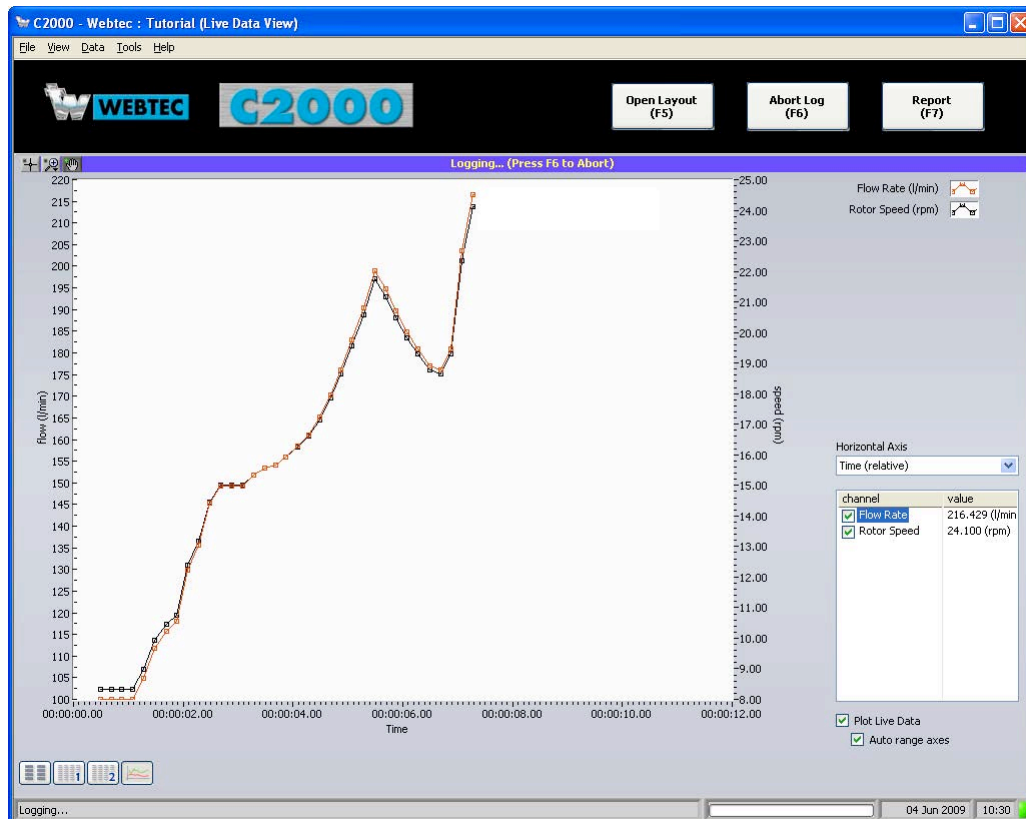 C2000 - Webtec : Tutorial (Live Data View)
File View Data Tools Help
WEBTEC
C2000
Open Layout
(F5)
Abort Log
(F6)
Report
(F7)
Logging... (Press F6 to Abort)
220
215
210
205
200
195
190
185
180
175
170
165
160
155
150
145
140
135
130
125
120
115
110
105
100
flow (l/min)
25.00
24.00
23.00
22.00
21.00
20.00
19.00
18.00
17.00
16.00
15.00
14.00
13.00
12.00
11.00
10.00
9.00
8.00
speed (rpm)
00:00:00.00 00:00:02.00 00:00:04.00 00:00:06.00 00:00:08.00 00:00:10.00 00:00:12.00
Time
Flow Rate (l/min)
Rotor Speed (rpm)
Horizontal Axis
Time (relative)
channel value
Flow Rate 216.429 (l/min
Rotor Speed 24.100 (rpm)
Plot Live Data
Auto range axes
1
2
Logging...
04 Jun 2009 10:30